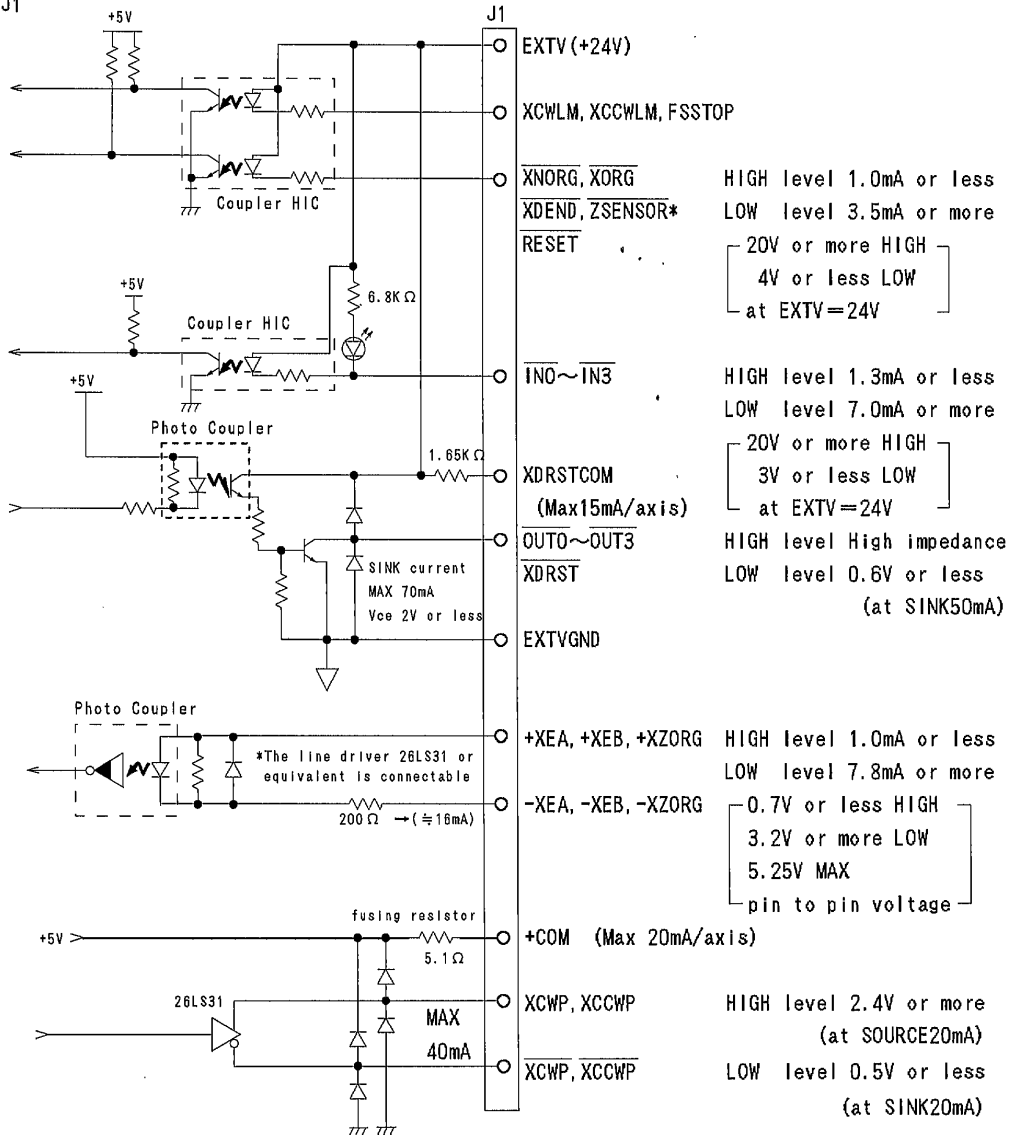 J1
+5V
J1
EXTV(+24V)
XCWLM, XCCWLM, FSSTOP
Coupler HIC
XNORG, XORG HIGH level 1.0mA or less
XDEND, ZSENSOR* LOW level 3.5mA or more
RESET 20V or more HIGH
4V or less LOW
at EXTV=24V
+5V
6.8KΩ
Coupler HIC
IN0~IN3 HIGH level 1.3mA or less
LOW level 7.0mA or more
20V or more HIGH
3V or less LOW
at EXTV=24V
+5V
Photo Coupler
1.65KΩ
XDRSTCOM
(Max15mA/axis)
OUT0~OUT3 HIGH level High impedance
XDRST LOW level 0.6V or less
(at SINK50mA)
SINK current
MAX 70mA
Vce 2V or less
EXTVGND
Photo Coupler
*The line driver 26LS31 or
equivalent is connectable
200Ω →(≒16mA)
+XEA, +XEB, +XZORG HIGH level 1.0mA or less
LOW level 7.8mA or more
-XEA, -XEB, -XZORG 0.7V or less HIGH
3.2V or more LOW
5.25V MAX
pin to pin voltage
fusing resistor
+5V
5.1Ω
+COM (Max 20mA/axis)
26LS31
MAX
40mA
XCWP, XCCWP HIGH level 2.4V or more
(at SOURCE20mA)
XCWP, XCCWP LOW level 0.5V or less
(at SINK20mA)